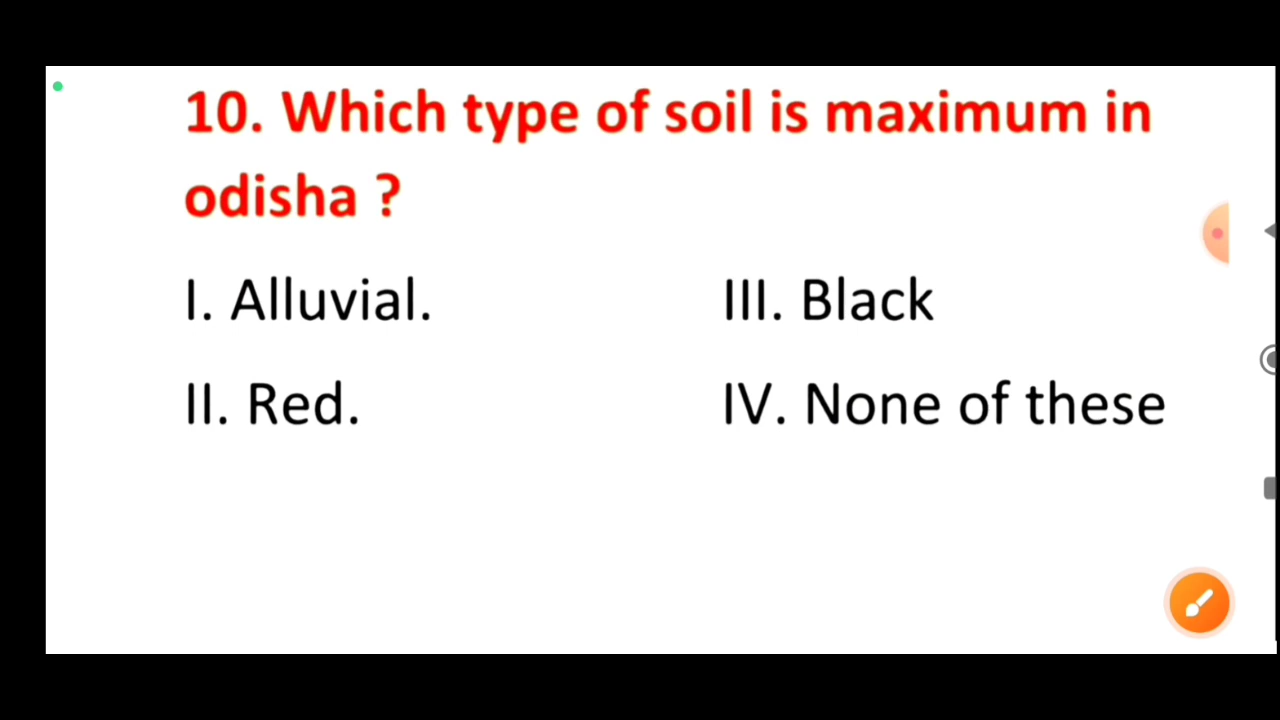 10. Which type of soil is maximum in
odisha ?
I. Alluvial.
III. Black
II. Red.
IV. None of these